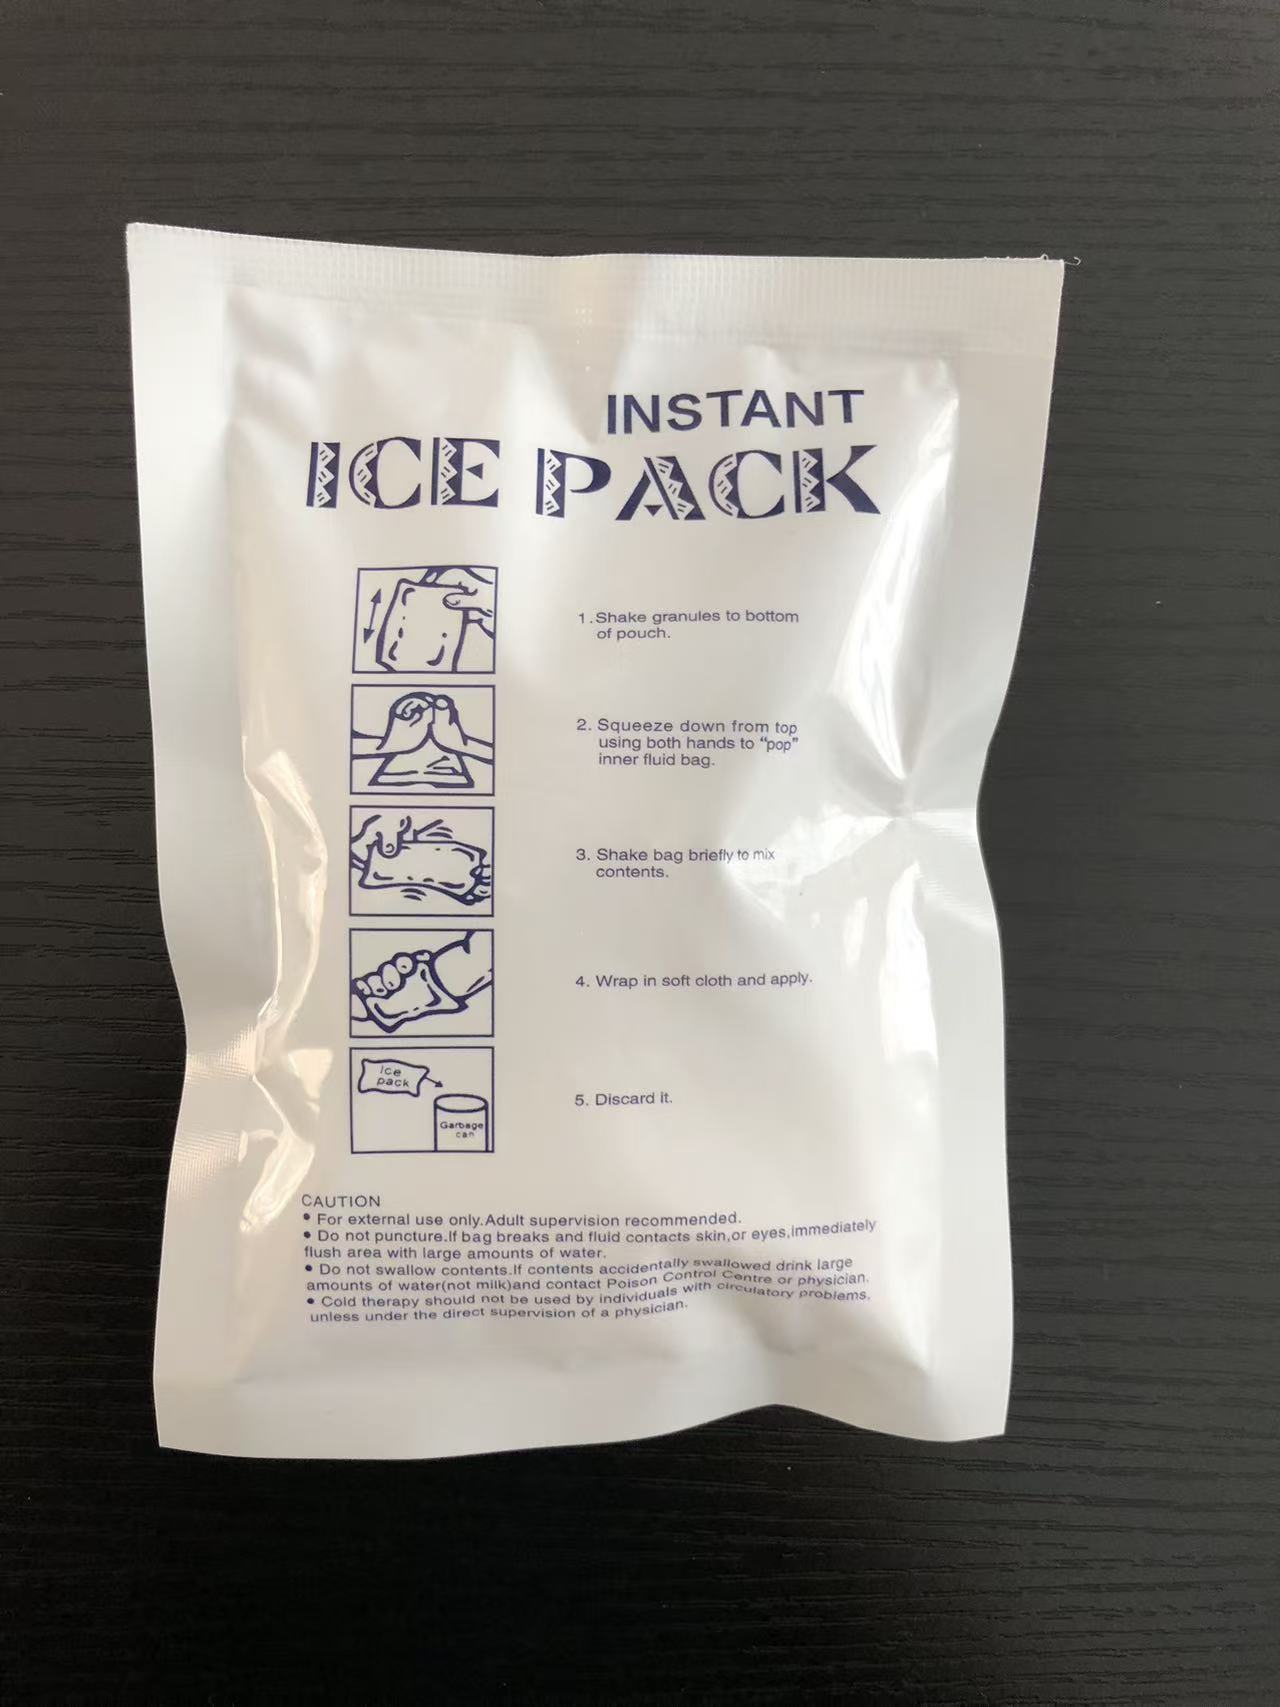 INSTANT
ICE PACK
1.Shake granules to bottom
of pouch.
2. Squeeze down from top
using both hands to “pop”
inner fluid bag.
3. Shake bag briefly to mix
contents.
4. Wrap in soft cloth and apply.
Ice
pack
Garbage
can
5. Discard it.
CAUTION
• For external use only.Adult supervision recommended.
• Do not puncture.If bag breaks and fluid contacts skin,or eyes,immediately
flush area with large amounts of water.
• Do not swallow contents.If contents accidentally swallowed drink large
amounts of water(not milk)and contact Poison Control Centre or physician.
• Cold therapy should not be used by individuals with circulatory problems,
unless under the direct supervision of a physician.